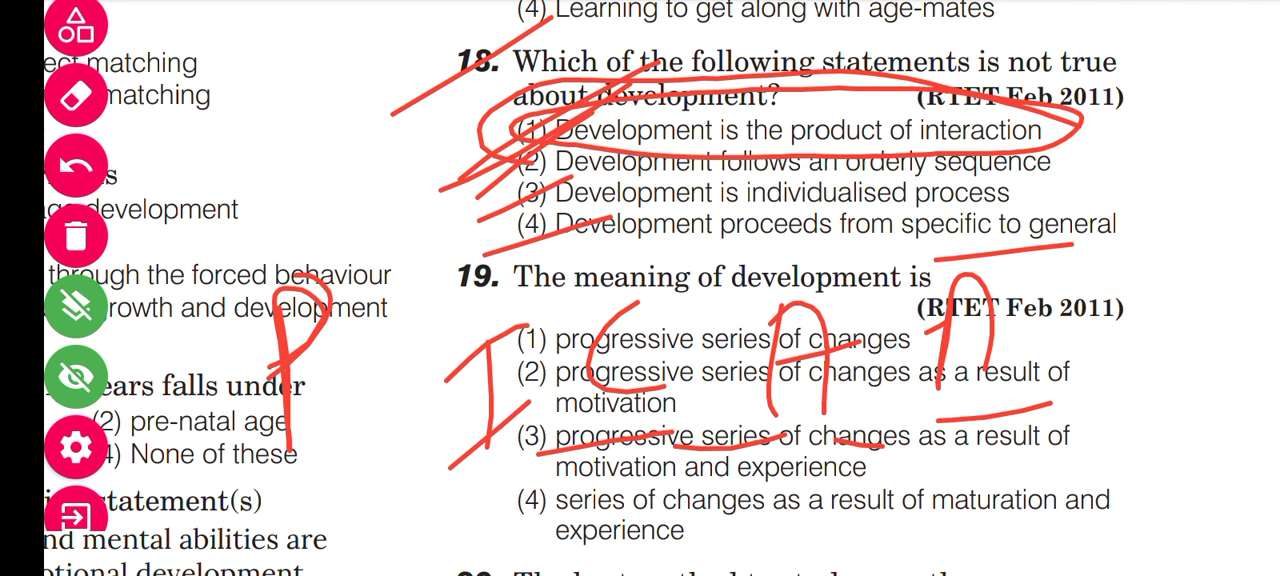 (4) Learning to get along with age-mates
matching
matching
18. Which of the following statements is not true
about development?
(RTET Feb 2011)
(1) Development is the product of interaction
(2) Development follows an orderly sequence
s
(3) Development is individualised process
development
(4) Development proceeds from specific to general
through the forced behaviour
19. The meaning of development is
rowth and development
(RTET Feb 2011)
P I C A D
(1) progressive series of changes
(2) progressive series of changes as a result of
motivation
ears falls under
(2) pre-natal age
(3) progressive series of changes as a result of
motivation and experience
4) None of these
statement(s)
(4) series of changes as a result of maturation and
experience
nd mental abilities are
otional development